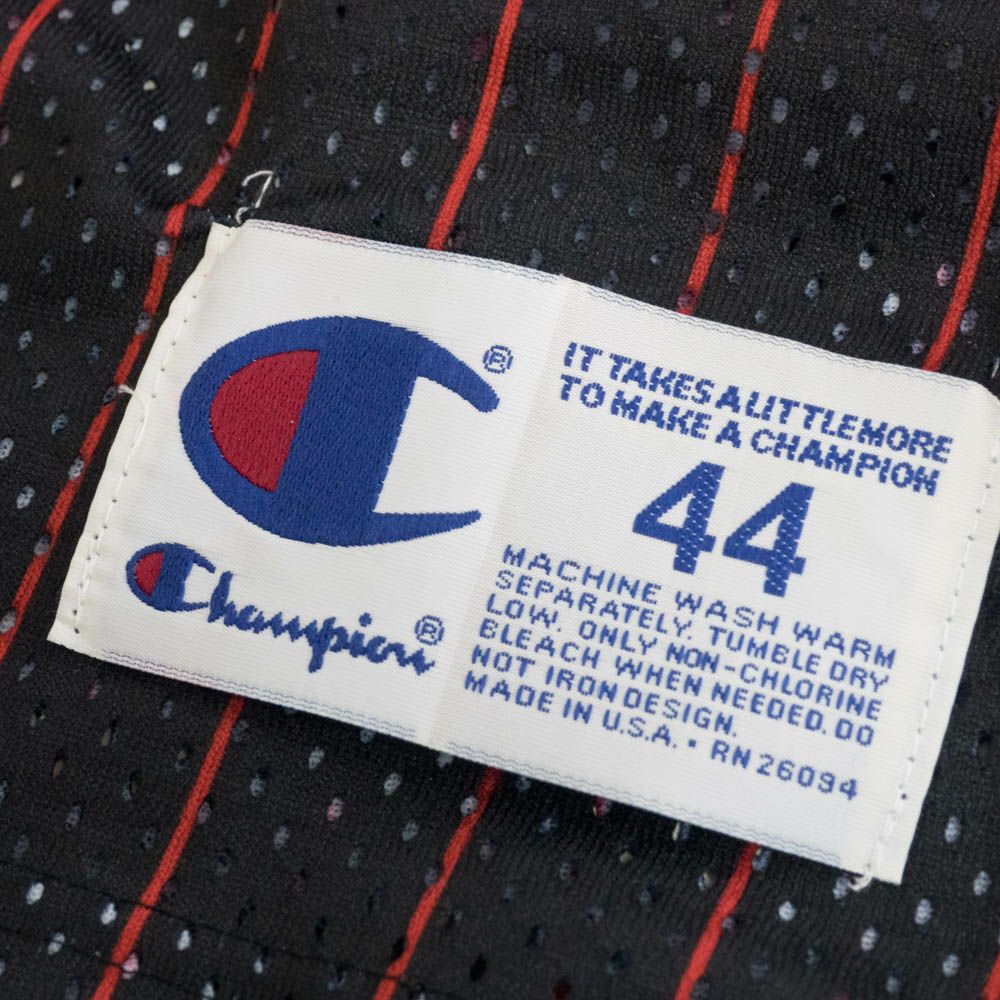 Champion®
IT TAKES A LITTLE MORE
TO MAKE A CHAMPION
44
MACHINE WASH WARM
SEPARATELY. TUMBLE DRY
LOW. ONLY NON-CHLORINE
BLEACH WHEN NEEDED. DO
NOT IRON DESIGN.
MADE IN U.S.A. • RN 26094